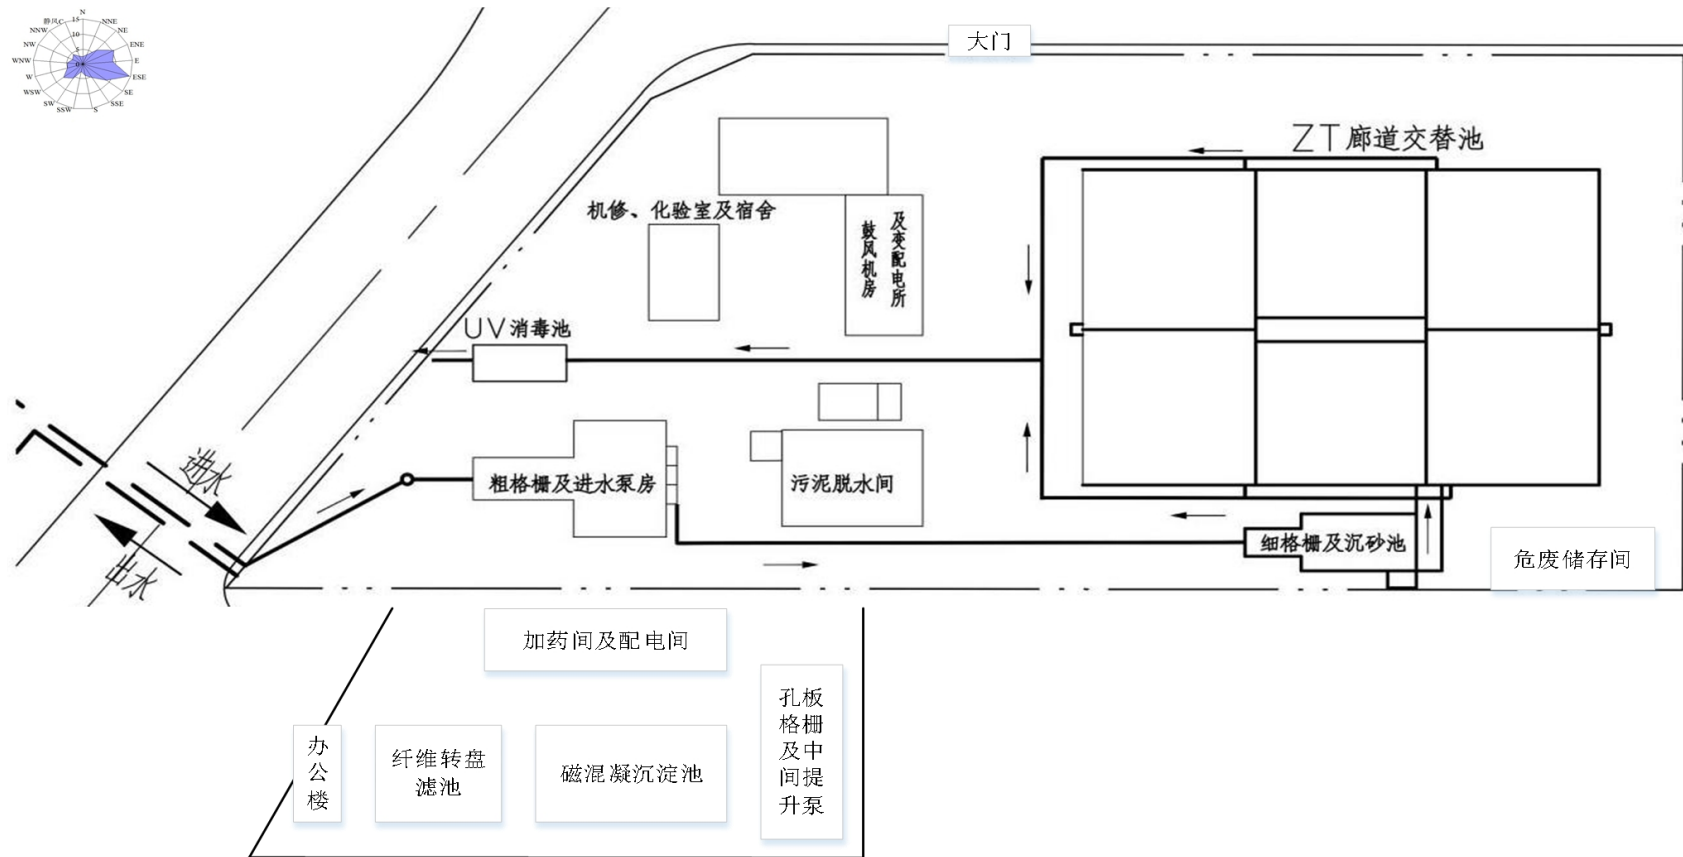 N
NNE
NE
ENE
E
ESE
SE
SSE
S
SSW
SW
WSW
W
WNW
NW
NNW
静风C
15
10
5
0
大门
ZT廊道交替池
机修、化验室及宿舍
鼓风机房
及变配电所
UV消毒池
进水
出水
粗格栅及进水泵房
污泥脱水间
细格栅及沉砂池
危废储存间
加药间及配电间
办公楼
纤维转盘
滤池
磁混凝沉淀池
孔板
格栅
及中
间提
升泵